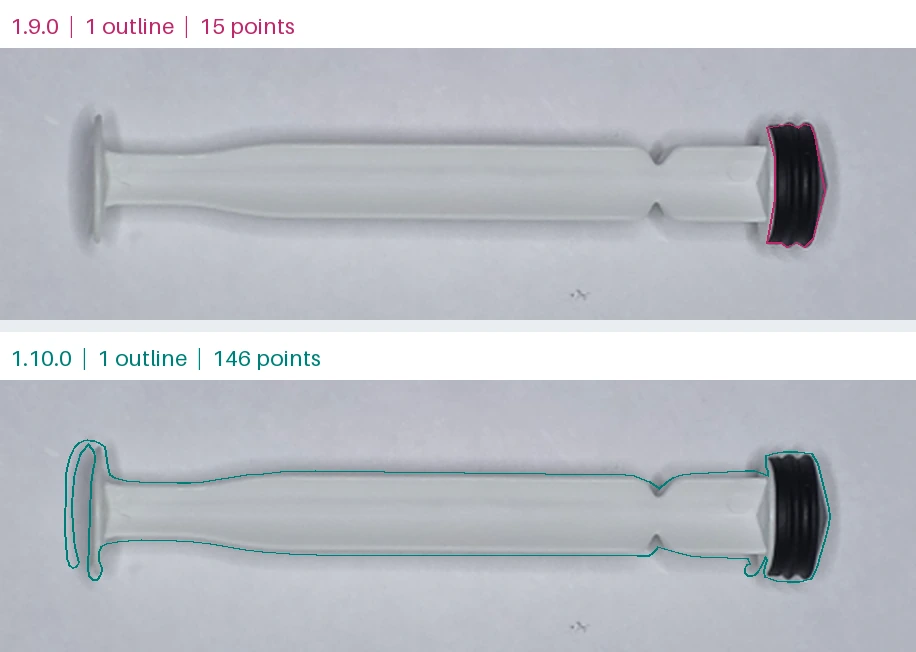 1.9.0 | 1 outline | 15 points
1.10.0 | 1 outline | 146 points